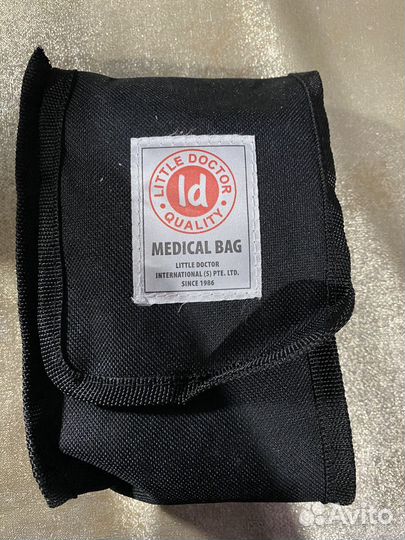 LITTLE DOCTOR
ld
QUALITY
MEDICAL BAG
LITTLE DOCTOR
INTERNATIONAL (S) PTE. LTD.
SINCE 1986
Avito